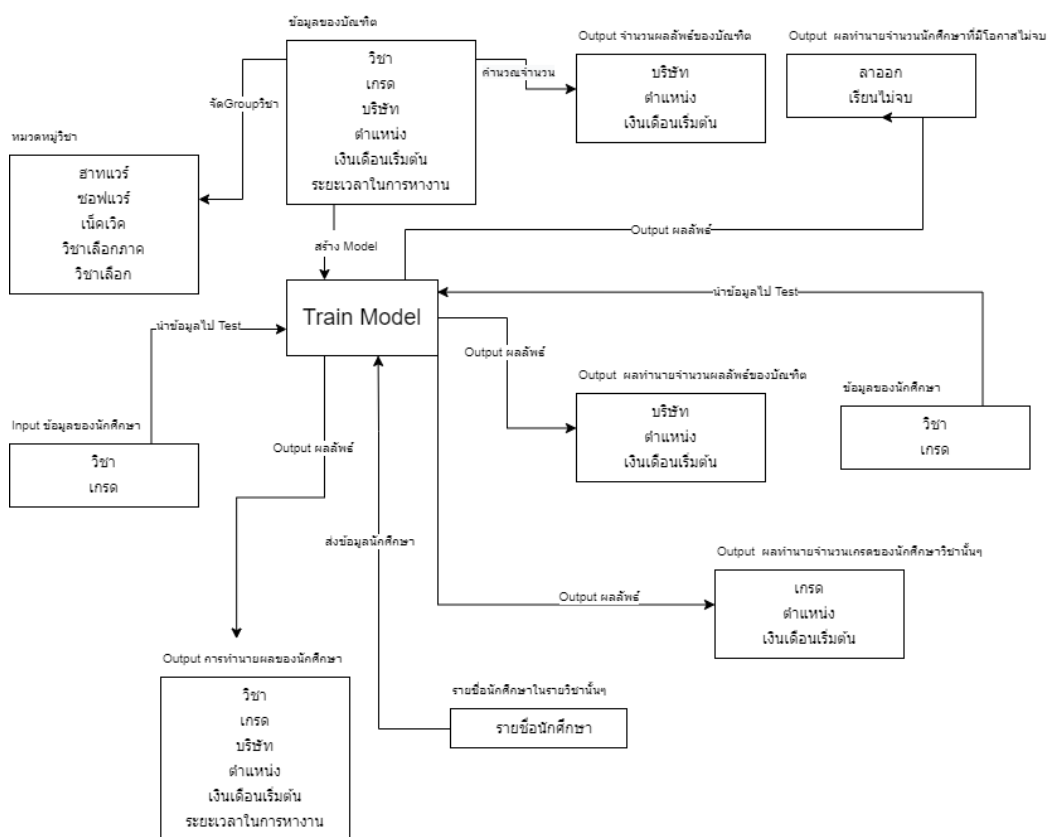 ข้อมูลของบัณฑิต
วิชา
เกรด
บริษัท
ตำแหน่ง
เงินเดือนเริ่มต้น
ระยะเวลาในการหางาน
คำนวณจำนวน
Output จำนวนผลลัพธ์ของบัณฑิต
บริษัท
ตำแหน่ง
เงินเดือนเริ่มต้น
Output ผลทำนายจำนวนนักศึกษาที่มีโอกาสไม่จบ
ลาออก
เรียนไม่จบ
จัดGroupวิชา
หมวดหมู่วิชา
ฮาทแวร์
ซอฟแวร์
เน็ตเวิค
วิชาเลือกภาค
วิชาเลือก
สร้าง Model
Output ผลลัพธ์
Train Model
นำข้อมูลไป Test
นำข้อมูลไป Test
Output ผลลัพธ์
Output ผลทำนายจำนวนผลลัพธ์ของบัณฑิต
บริษัท
ตำแหน่ง
เงินเดือนเริ่มต้น
ข้อมูลของนักศึกษา
วิชา
เกรด
Input ข้อมูลของนักศึกษา
วิชา
เกรด
Output ผลลัพธ์
ส่งข้อมูลนักศึกษา
Output ผลทำนายจำนวนเกรดของนักศึกษาวิชานั้นๆ
เกรด
ตำแหน่ง
เงินเดือนเริ่มต้น
Output ผลลัพธ์
Output การทำนายผลของนักศึกษา
วิชา
เกรด
บริษัท
ตำแหน่ง
เงินเดือนเริ่มต้น
ระยะเวลาในการหางาน
รายชื่อนักศึกษาในรายวิชานั้นๆ
รายชื่อนักศึกษา